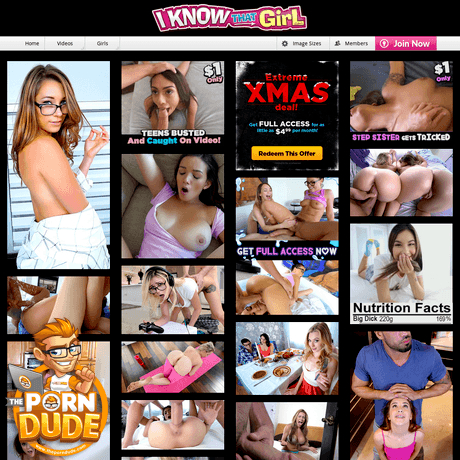 I KNOW THAT GIRL
Home
Videos
Girls
Image Sizes
Members
Join Now
$1
Only
TEENS BUSTED
And Caught On Video!
Extreme
XMAS
deal!
Get FULL ACCESS for as
little as $4.99 per month!
Redeem This Offer
$1
Only
STEP SISTER GETS TRICKED
GET FULL ACCESS NOW
Nutrition Facts
Big Dick 220g 169%
THE
PORN
DUDE